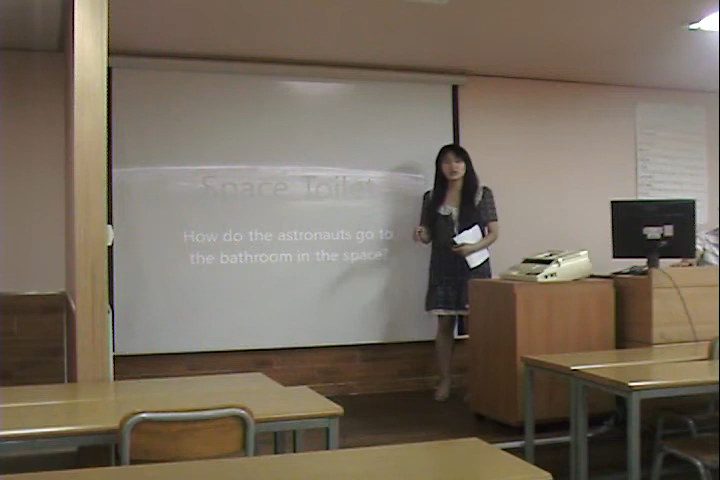 Space Toilet
How do the astronauts go to
the bathroom in the space?